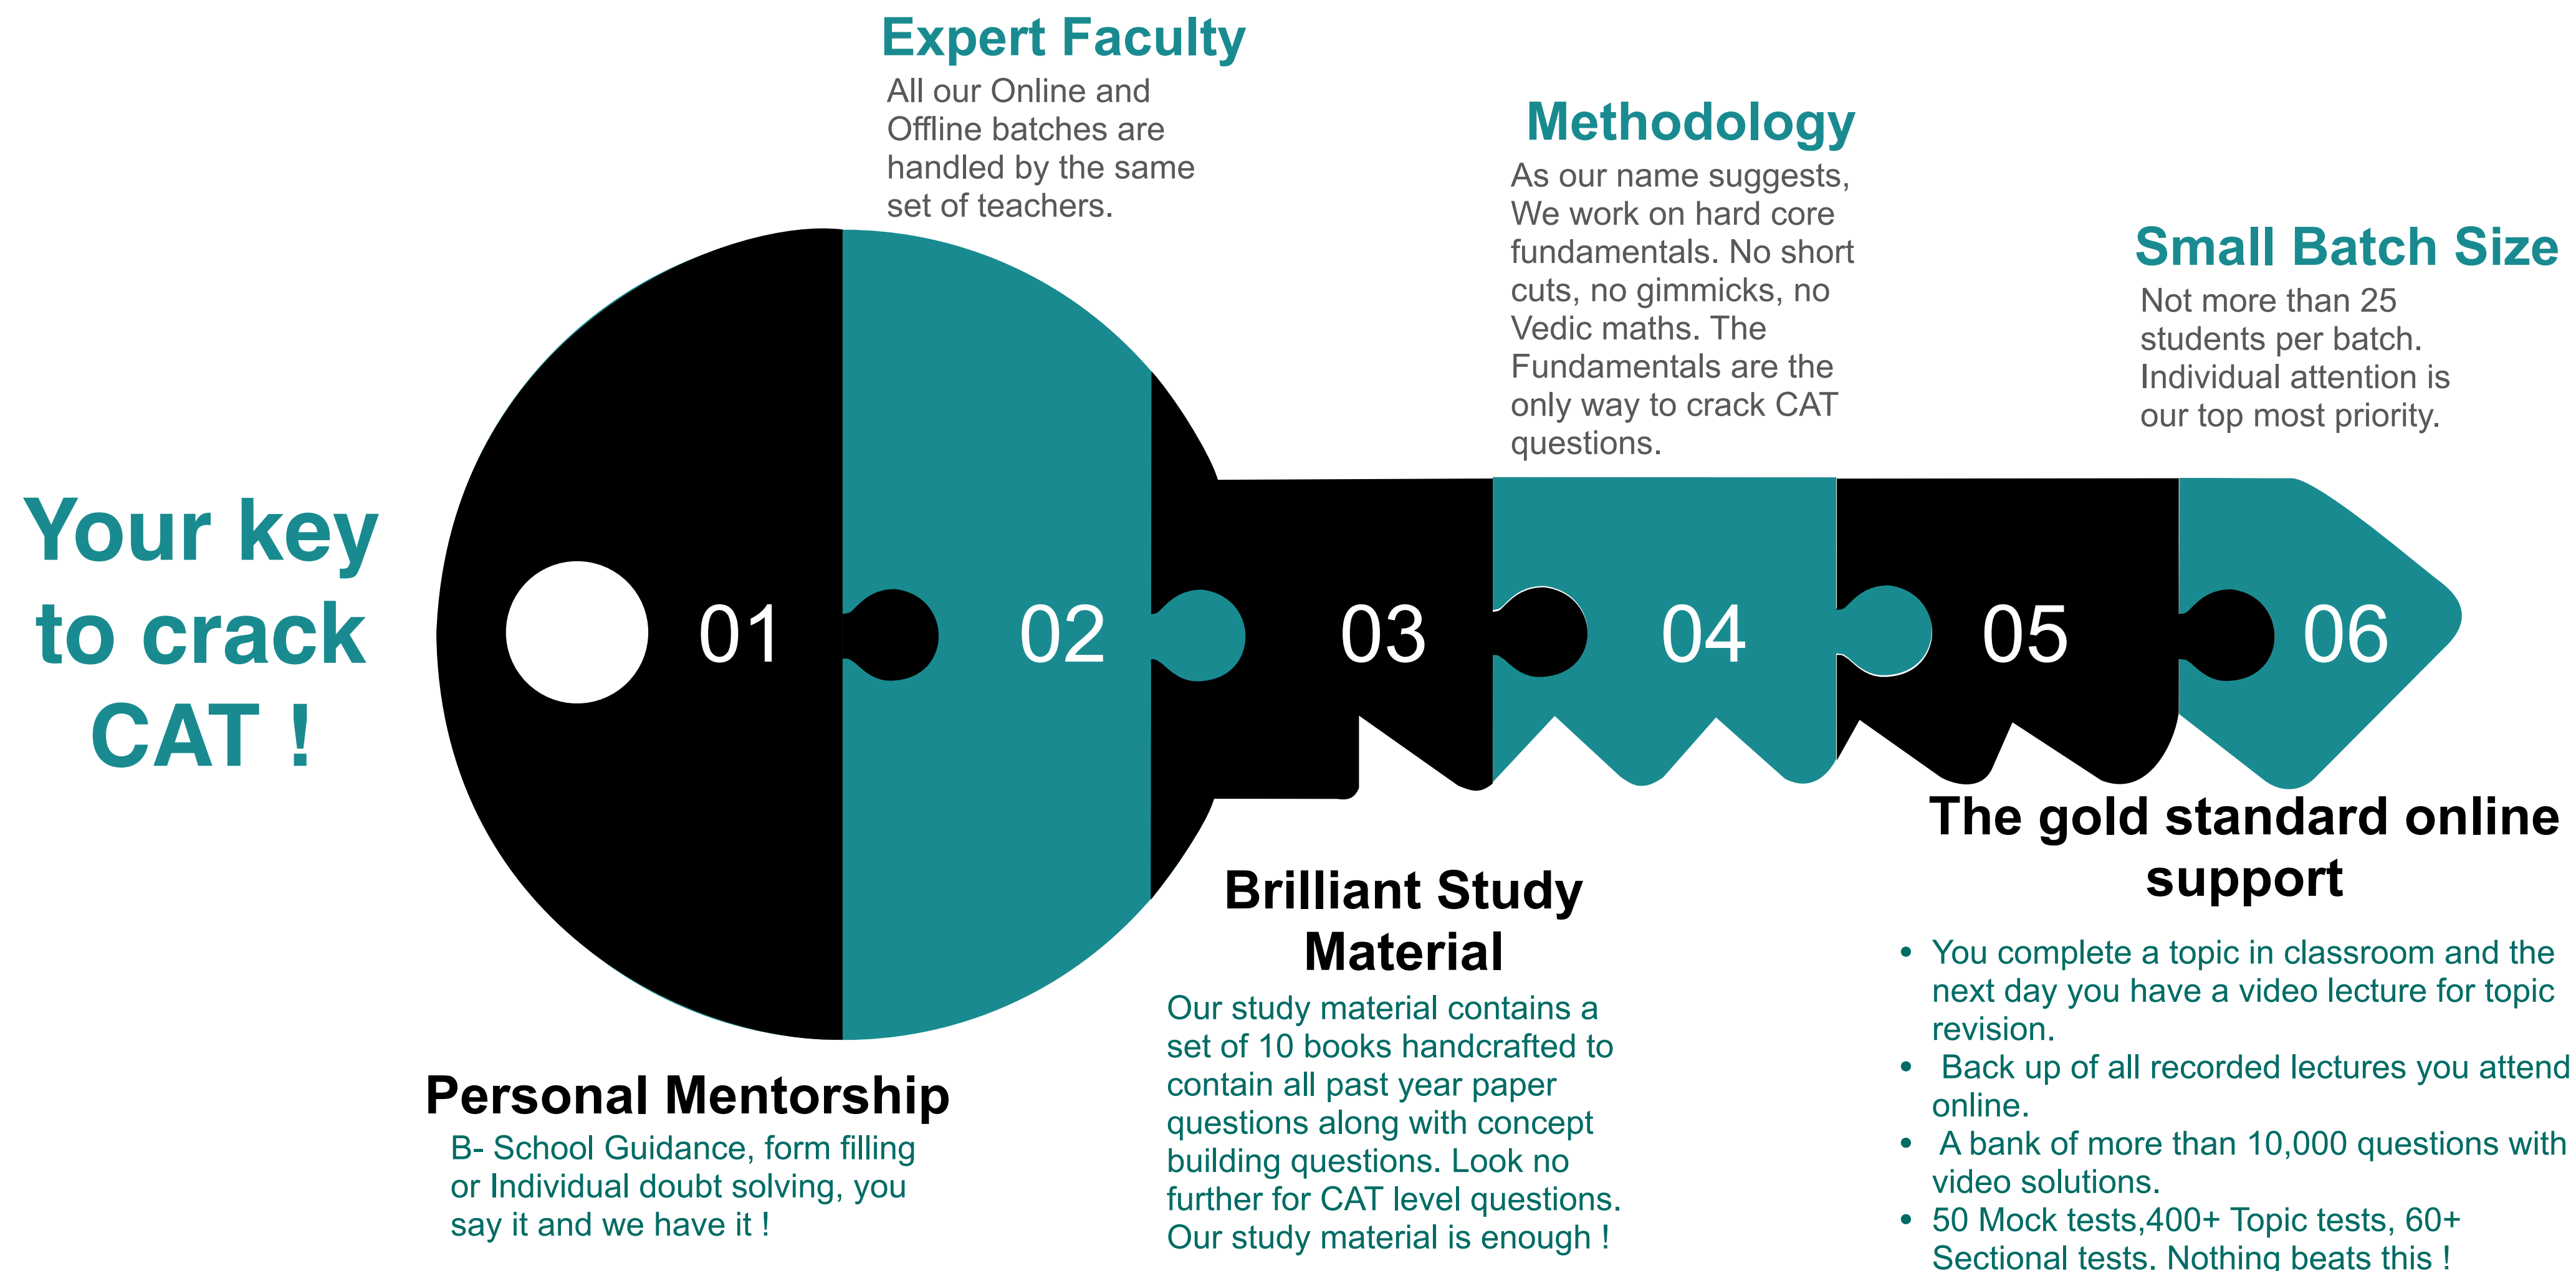 Expert Faculty
All our Online and
Offline batches are
handled by the same
set of teachers.
Methodology
As our name suggests,
We work on hard core
fundamentals. No short
cuts, no gimmicks, no
Vedic maths. The
Fundamentals are the
only way to crack CAT
questions.
Small Batch Size
Not more than 25
students per batch.
Individual attention is
our top most priority.
Your key
to crack
CAT !
01
02
03
04
05
06
Personal Mentorship
B- School Guidance, form filling
or Individual doubt solving, you
say it and we have it !
Brilliant Study
Material
Our study material contains a
set of 10 books handcrafted to
contain all past year paper
questions along with concept
building questions. Look no
further for CAT level questions.
Our study material is enough !
The gold standard online
support
• You complete a topic in classroom and the
next day you have a video lecture for topic
revision.
• Back up of all recorded lectures you attend
online.
• A bank of more than 10,000 questions with
video solutions.
• 50 Mock tests,400+ Topic tests, 60+
Sectional tests. Nothing beats this !